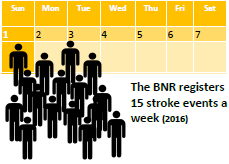 Sun Mon Tue Wed Thu Fri Sat
1 2 3 4 5 6 7
The BNR registers
15 stroke events a
week (2016)